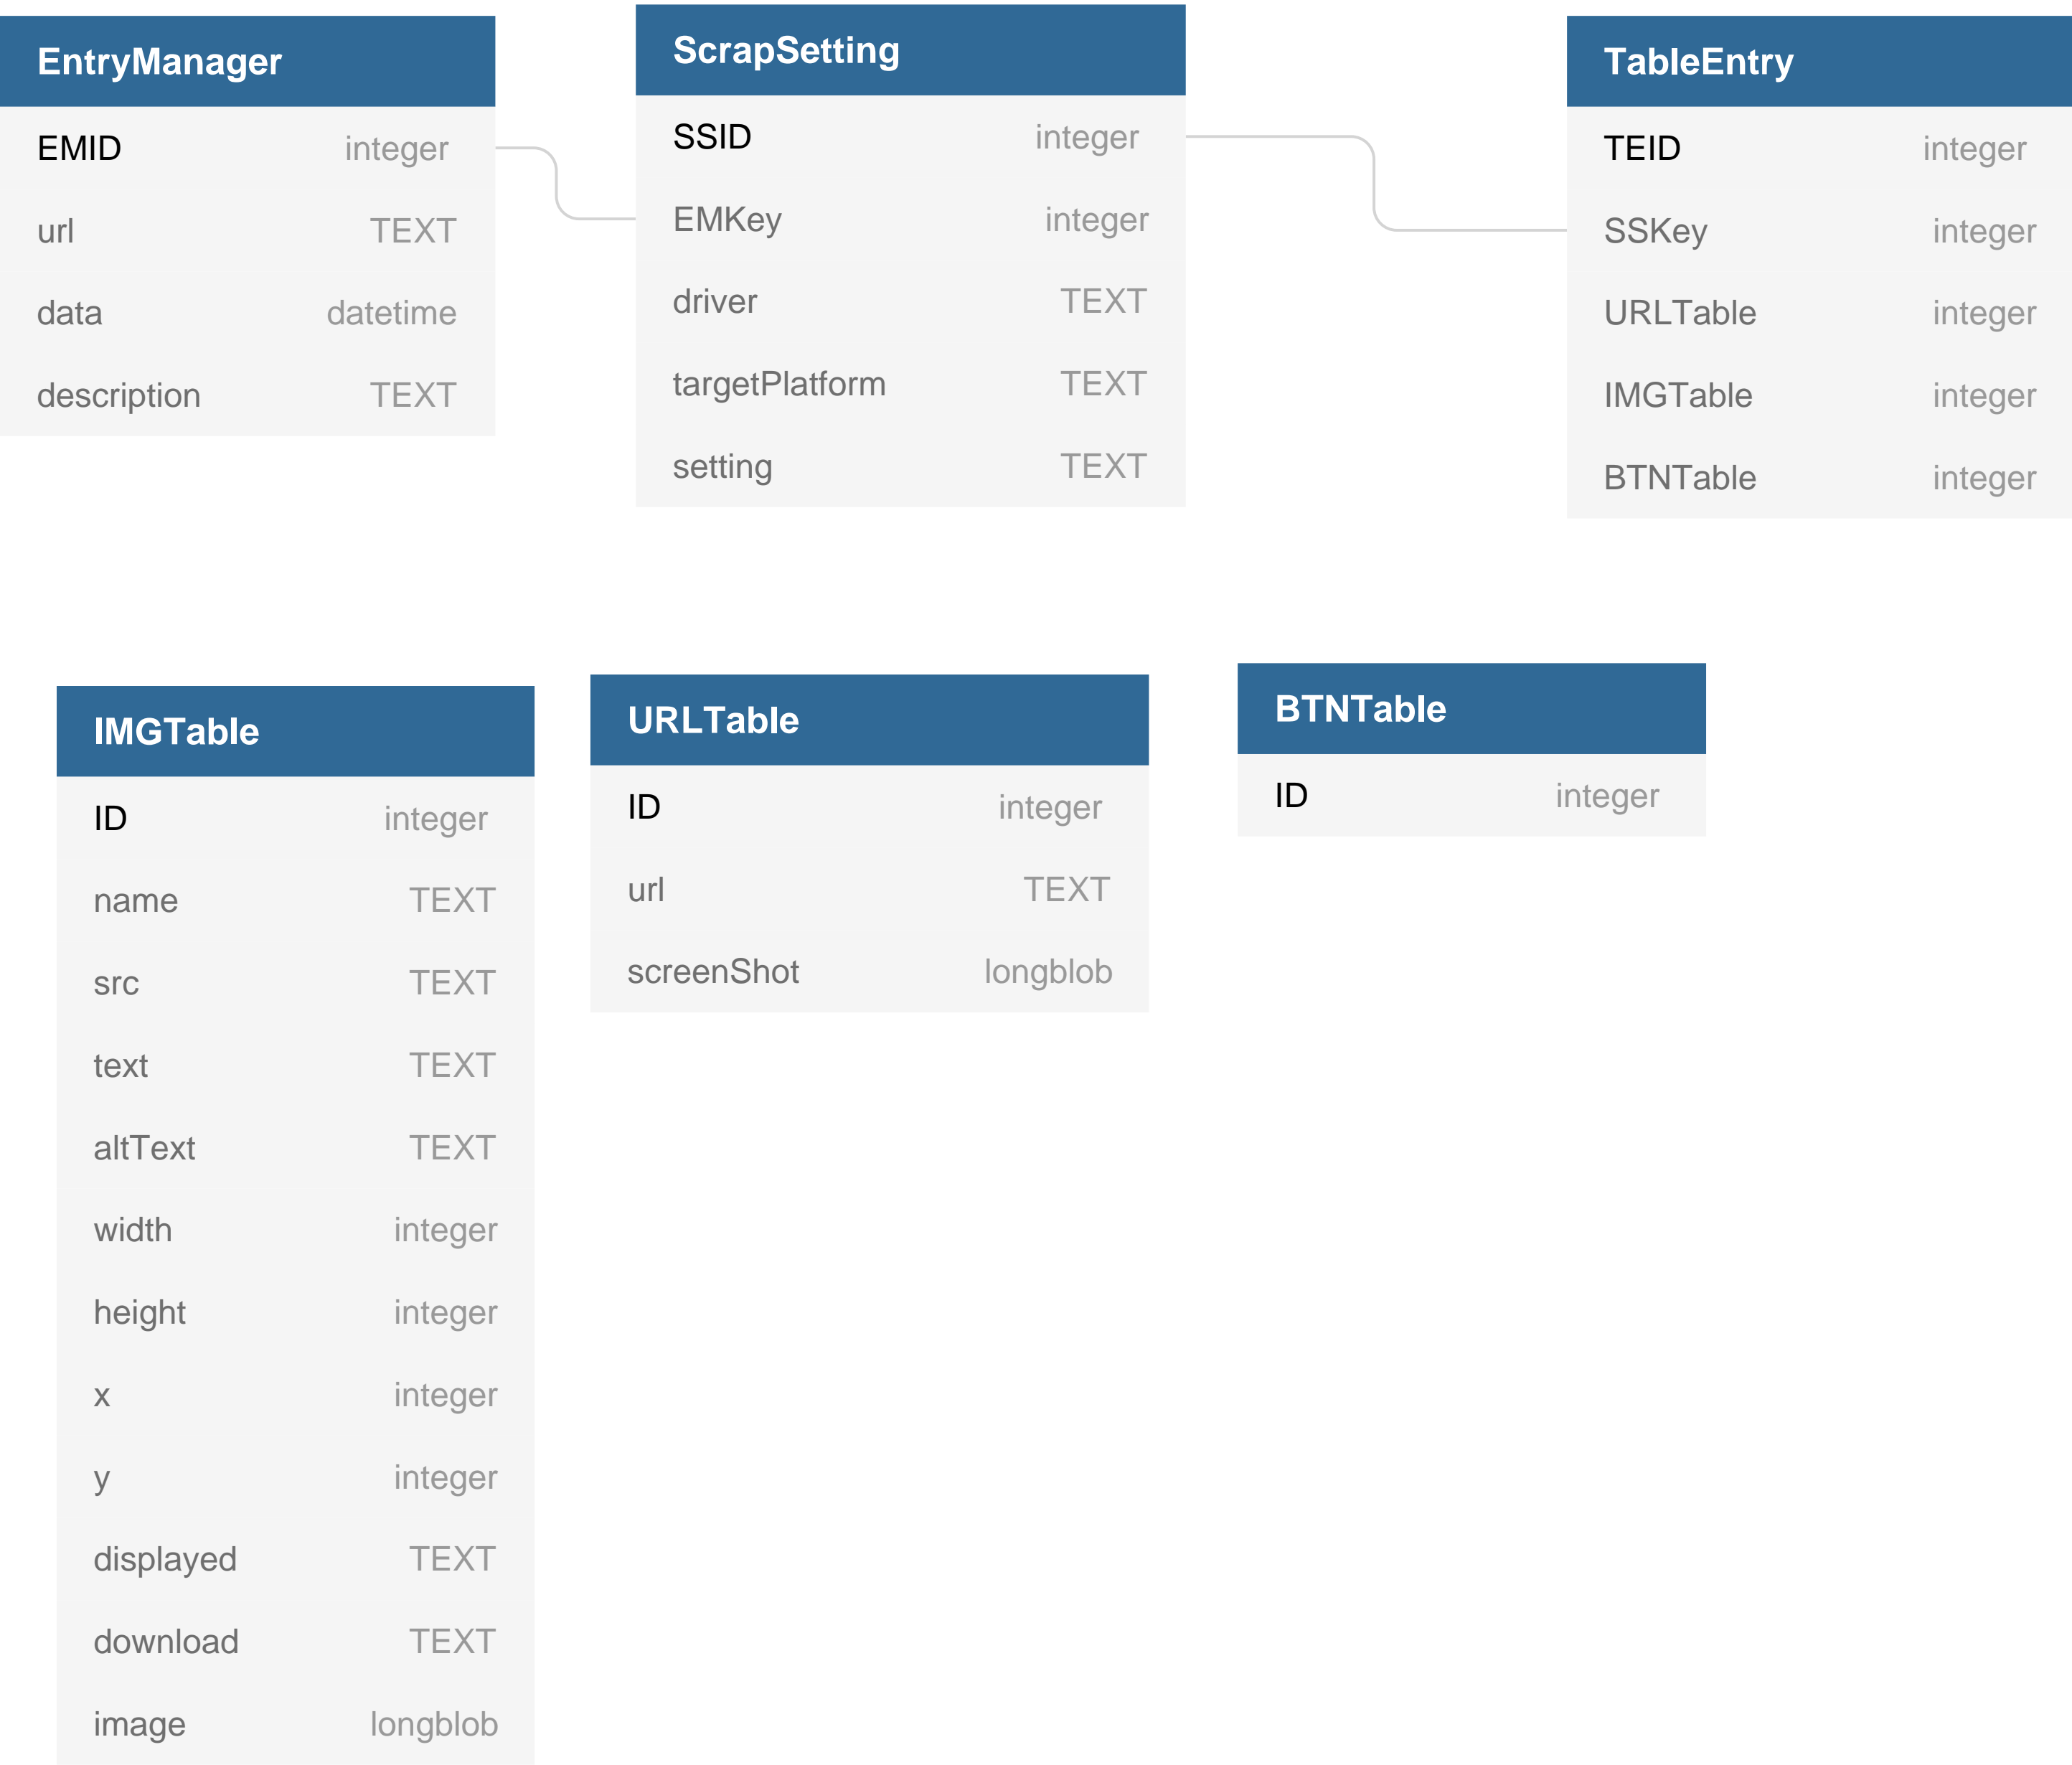 EntryManager
EMID integer
url TEXT
data datetime
description TEXT
ScrapSetting
SSID integer
EMKey integer
driver TEXT
targetPlatform TEXT
setting TEXT
TableEntry
TEID integer
SSKey integer
URLTable integer
IMGTable integer
BTNTable integer
IMGTable
ID integer
name TEXT
src TEXT
text TEXT
altText TEXT
width integer
height integer
x integer
y integer
displayed TEXT
download TEXT
image longblob
URLTable
ID integer
url TEXT
screenShot longblob
BTNTable
ID integer